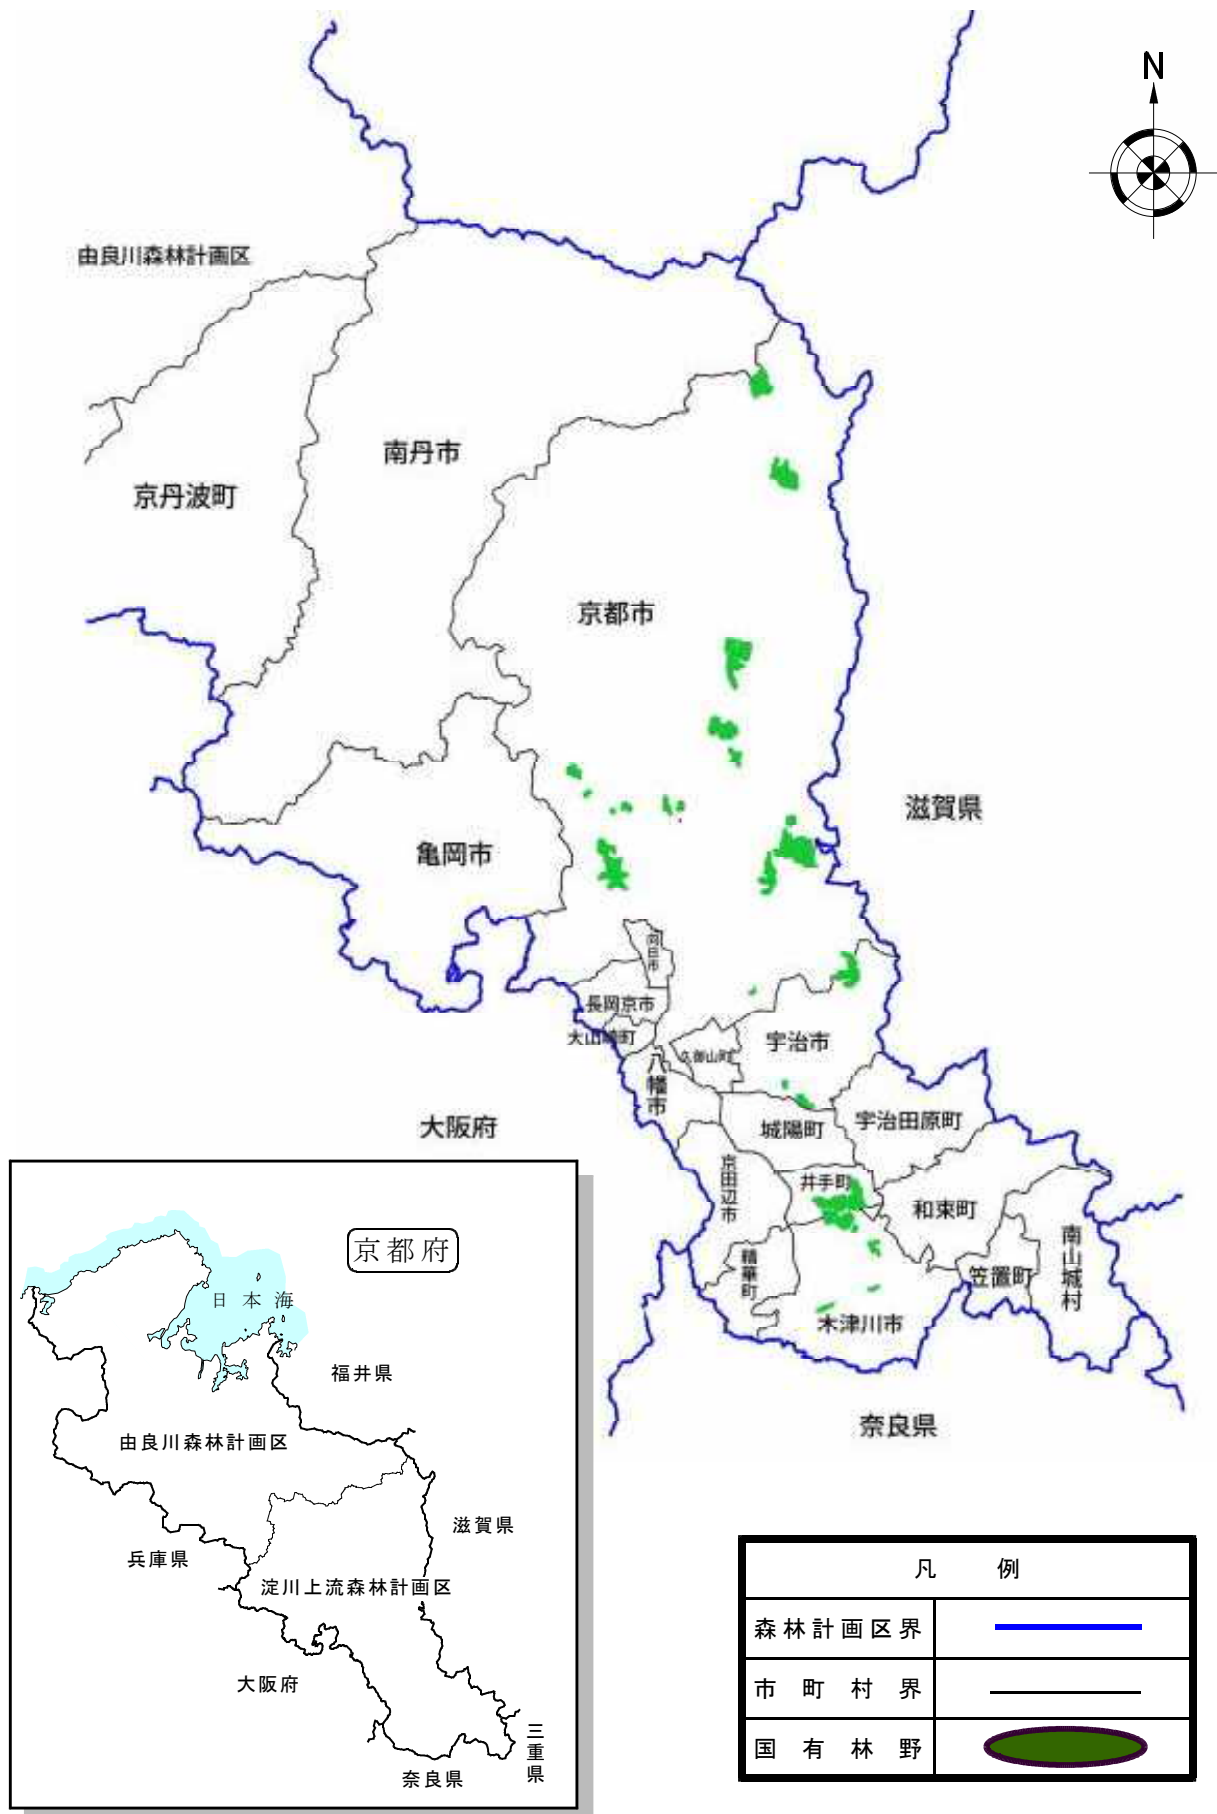 N
由良川森林計画区
南丹市
京丹波町
京都市
滋賀県
亀岡市
向日市
長岡京市
大山崎町
宇治市
久御山町
八幡市
大阪府
城陽町
宇治田原町
京田辺市
井手町
和束町
南山城村
精華町
笠置町
木津川市
奈良県
京都府
日本海
福井県
由良川森林計画区
滋賀県
兵庫県
淀川上流森林計画区
大阪府
三重県
奈良県
凡例
森林計画区界
市町村界
国有林野